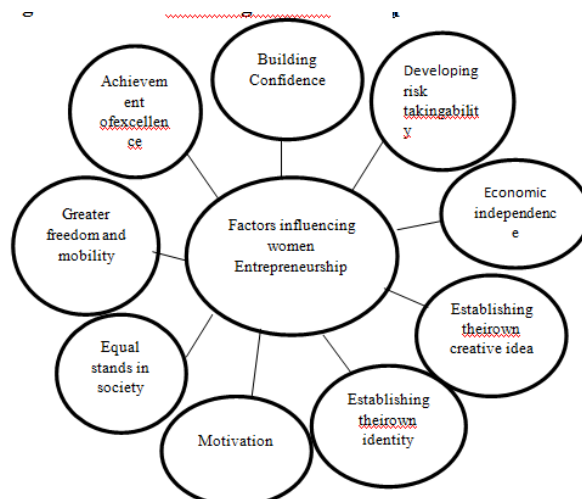 Building
Confidence
Developing
risk
takingabilit
y
Achievem
ent
ofexcellen
ce
Economic
independenc
e
Greater
freedom and
mobility
Factors influencing
women
Entrepreneurship
Establishing
theirown
creative idea
Equal
stands in
society
Establishing
theirown
identity
Motivation